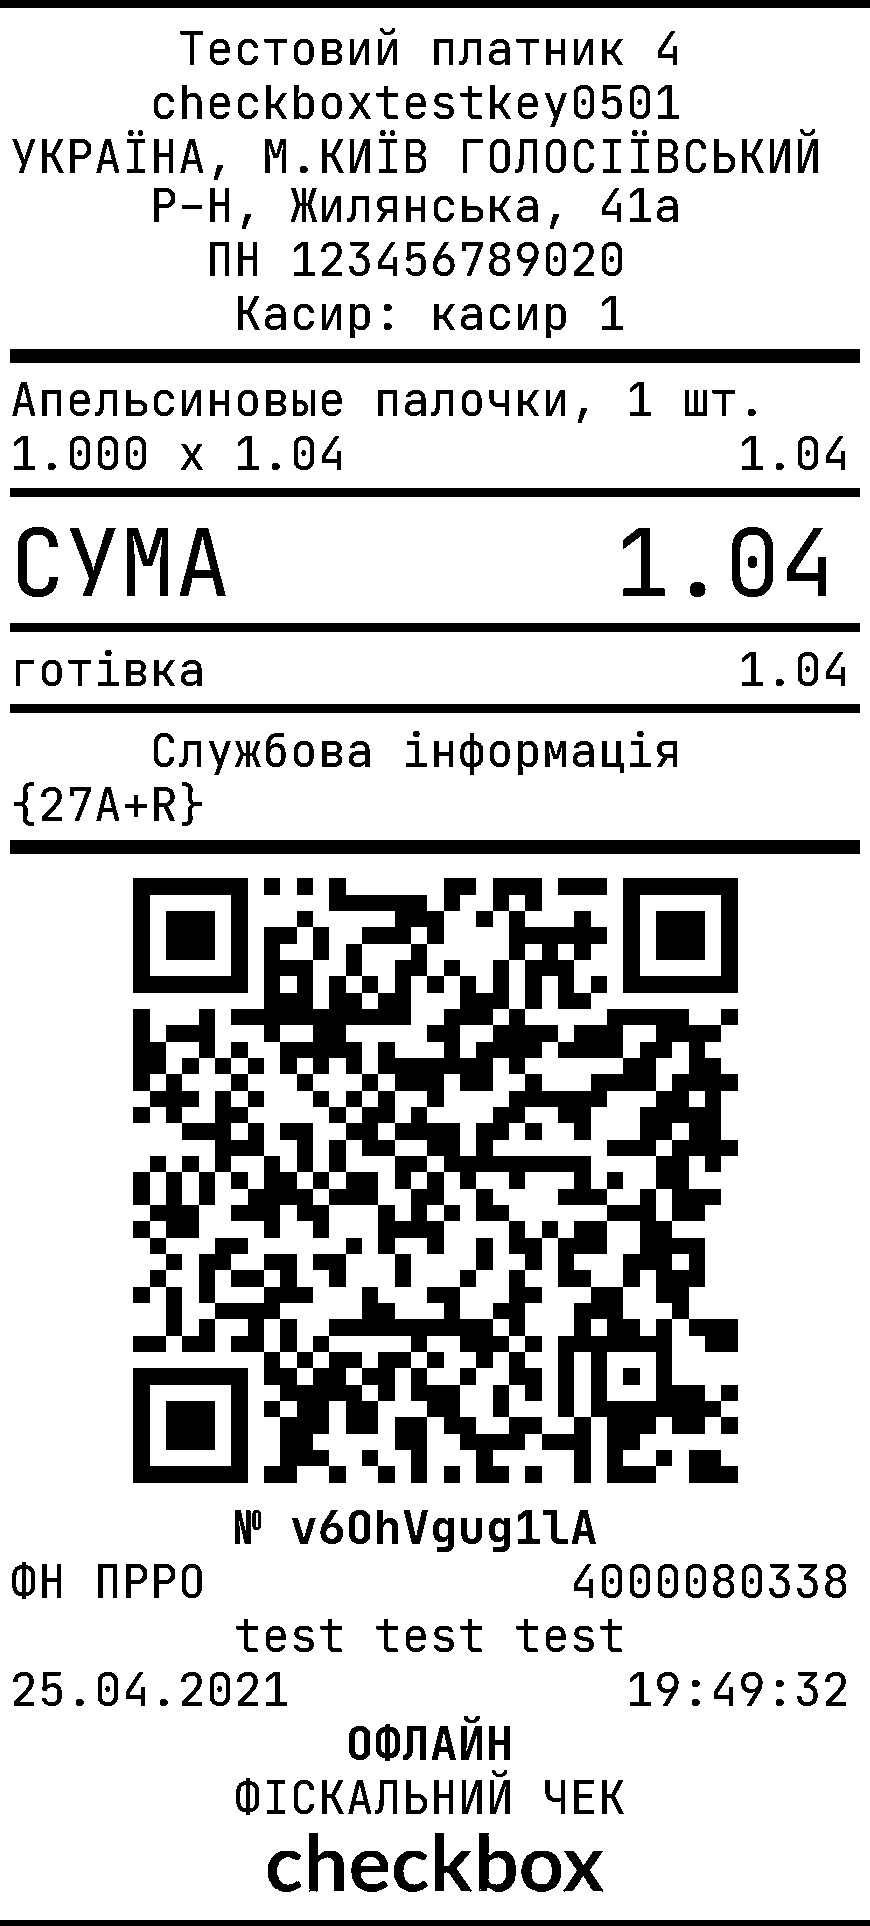 Тестовий платник 4
checkboxtestkey0501
УКРАЇНА, М.КИЇВ ГОЛОСІЇВСЬКИЙ
Р-Н, Жилянська, 41а
ПН 123456789020
Касир: касир 1
Апельсиновые палочки, 1 шт.
1.000 x 1.04 1.04
СУМА 1.04
готівка 1.04
Службова інформація
{27A+R}
№ v6OhVgug1lA
ФН ПРРО 4000080338
test test test
25.04.2021 19:49:32
ОФЛАЙН
ФІСКАЛЬНИЙ ЧЕК
checkbox